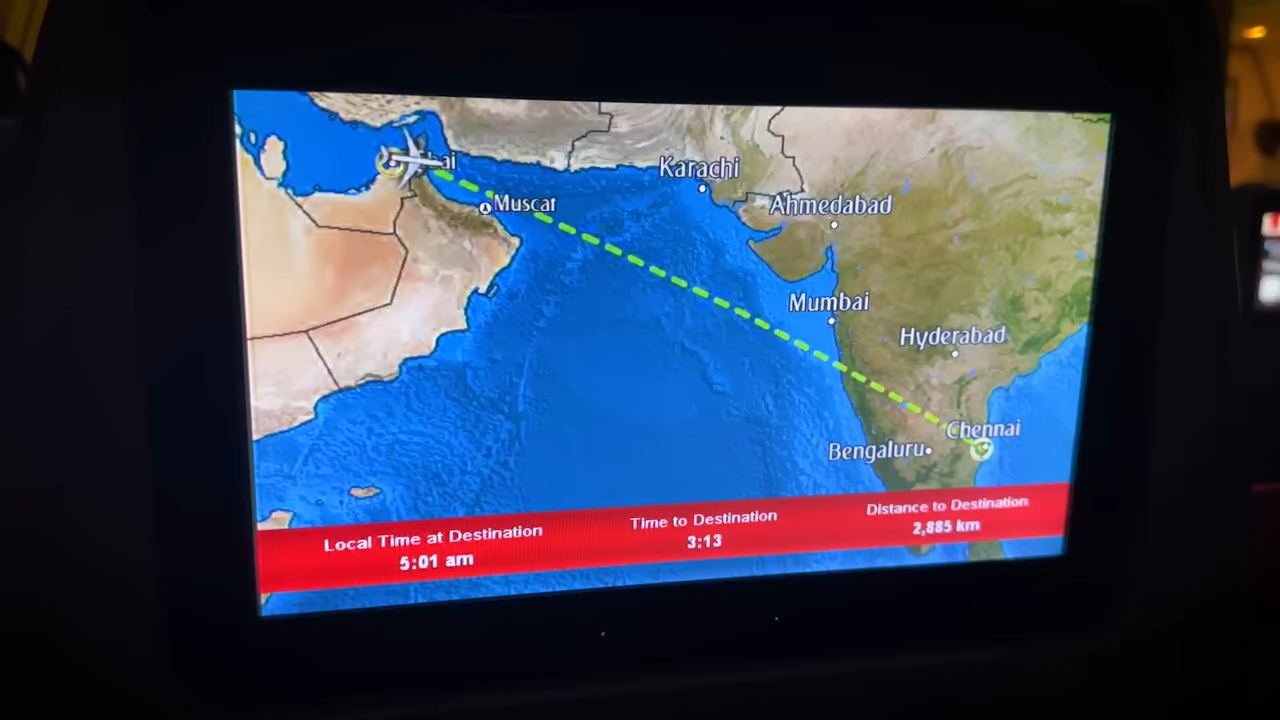 Karachi
Muscat
Ahmedabad
Mumbai
Hyderabad
Chennai
Bengaluru
Local Time at Destination
5:01 am
Time to Destination
3:13
Distance to Destination
2,885 km